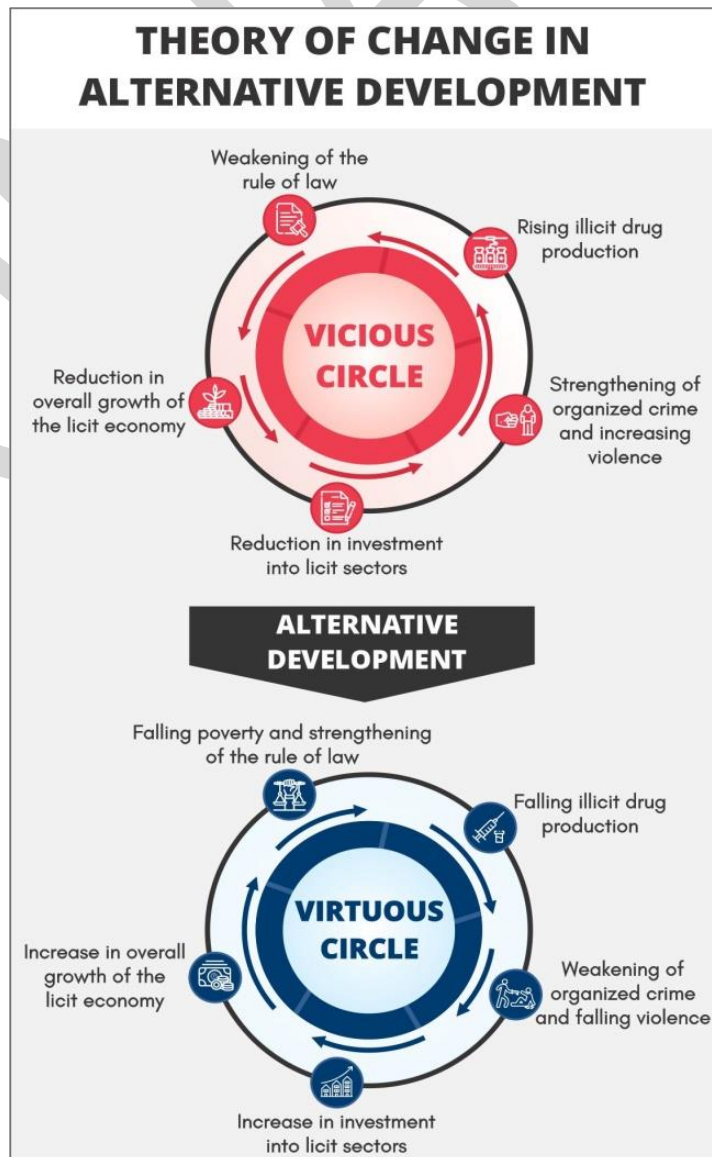 THEORY OF CHANGE IN
ALTERNATIVE DEVELOPMENT
Weakening of the
rule of law
Rising illicit drug
production
VICIOUS
CIRCLE
Reduction in
overall growth of
the licit economy
Strengthening of
organized crime
and increasing
violence
Reduction in investment
into licit sectors
ALTERNATIVE
DEVELOPMENT
Falling poverty and strengthening
of the rule of law
Falling illicit drug
production
VIRTUOUS
CIRCLE
Increase in overall
growth of the
licit economy
Weakening of
organized crime
and falling violence
Increase in investment
into licit sectors